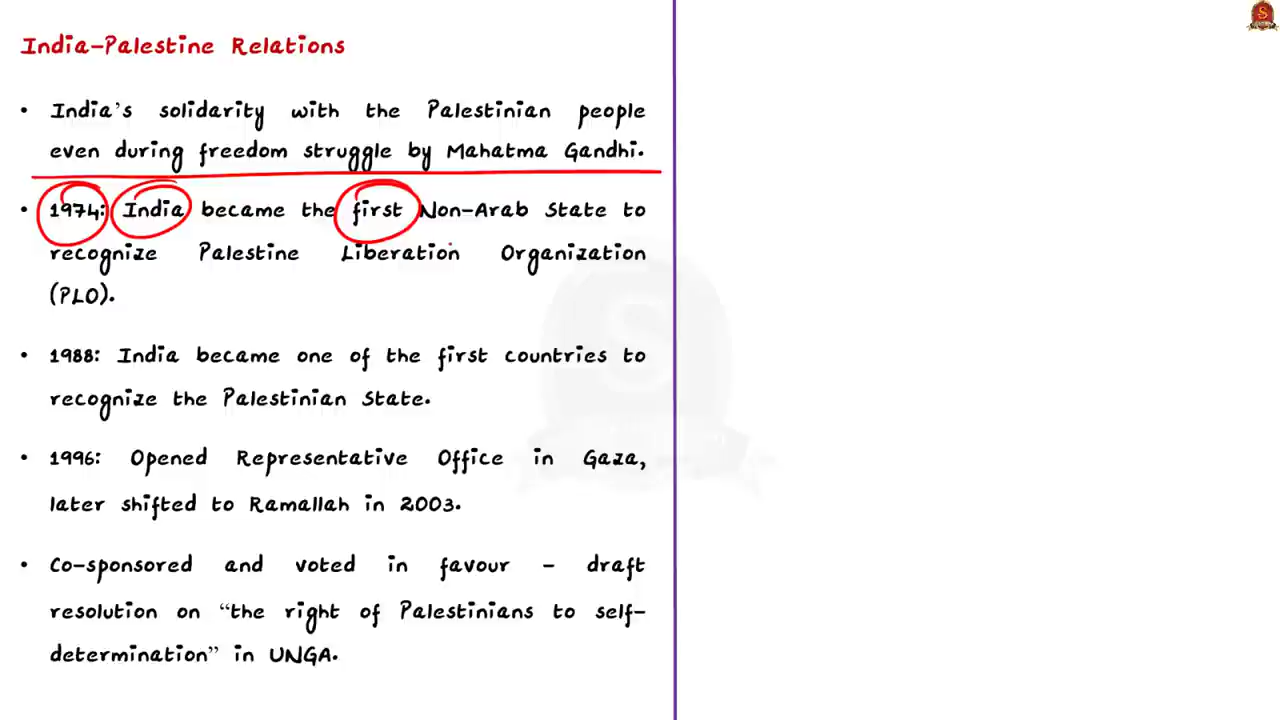 India-Palestine Relations
• India's solidarity with the Palestinian people
even during freedom struggle by Mahatma Gandhi.
• 1974: India became the first Non-Arab State to
recognize Palestine Liberation Organization
(PLO).
• 1988: India became one of the first countries to
recognize the Palestinian State.
• 1996: Opened Representative Office in Gaza,
later shifted to Ramallah in 2003.
• Co-sponsored and voted in favour - draft
resolution on “the right of Palestinians to self-
determination” in UNGA.